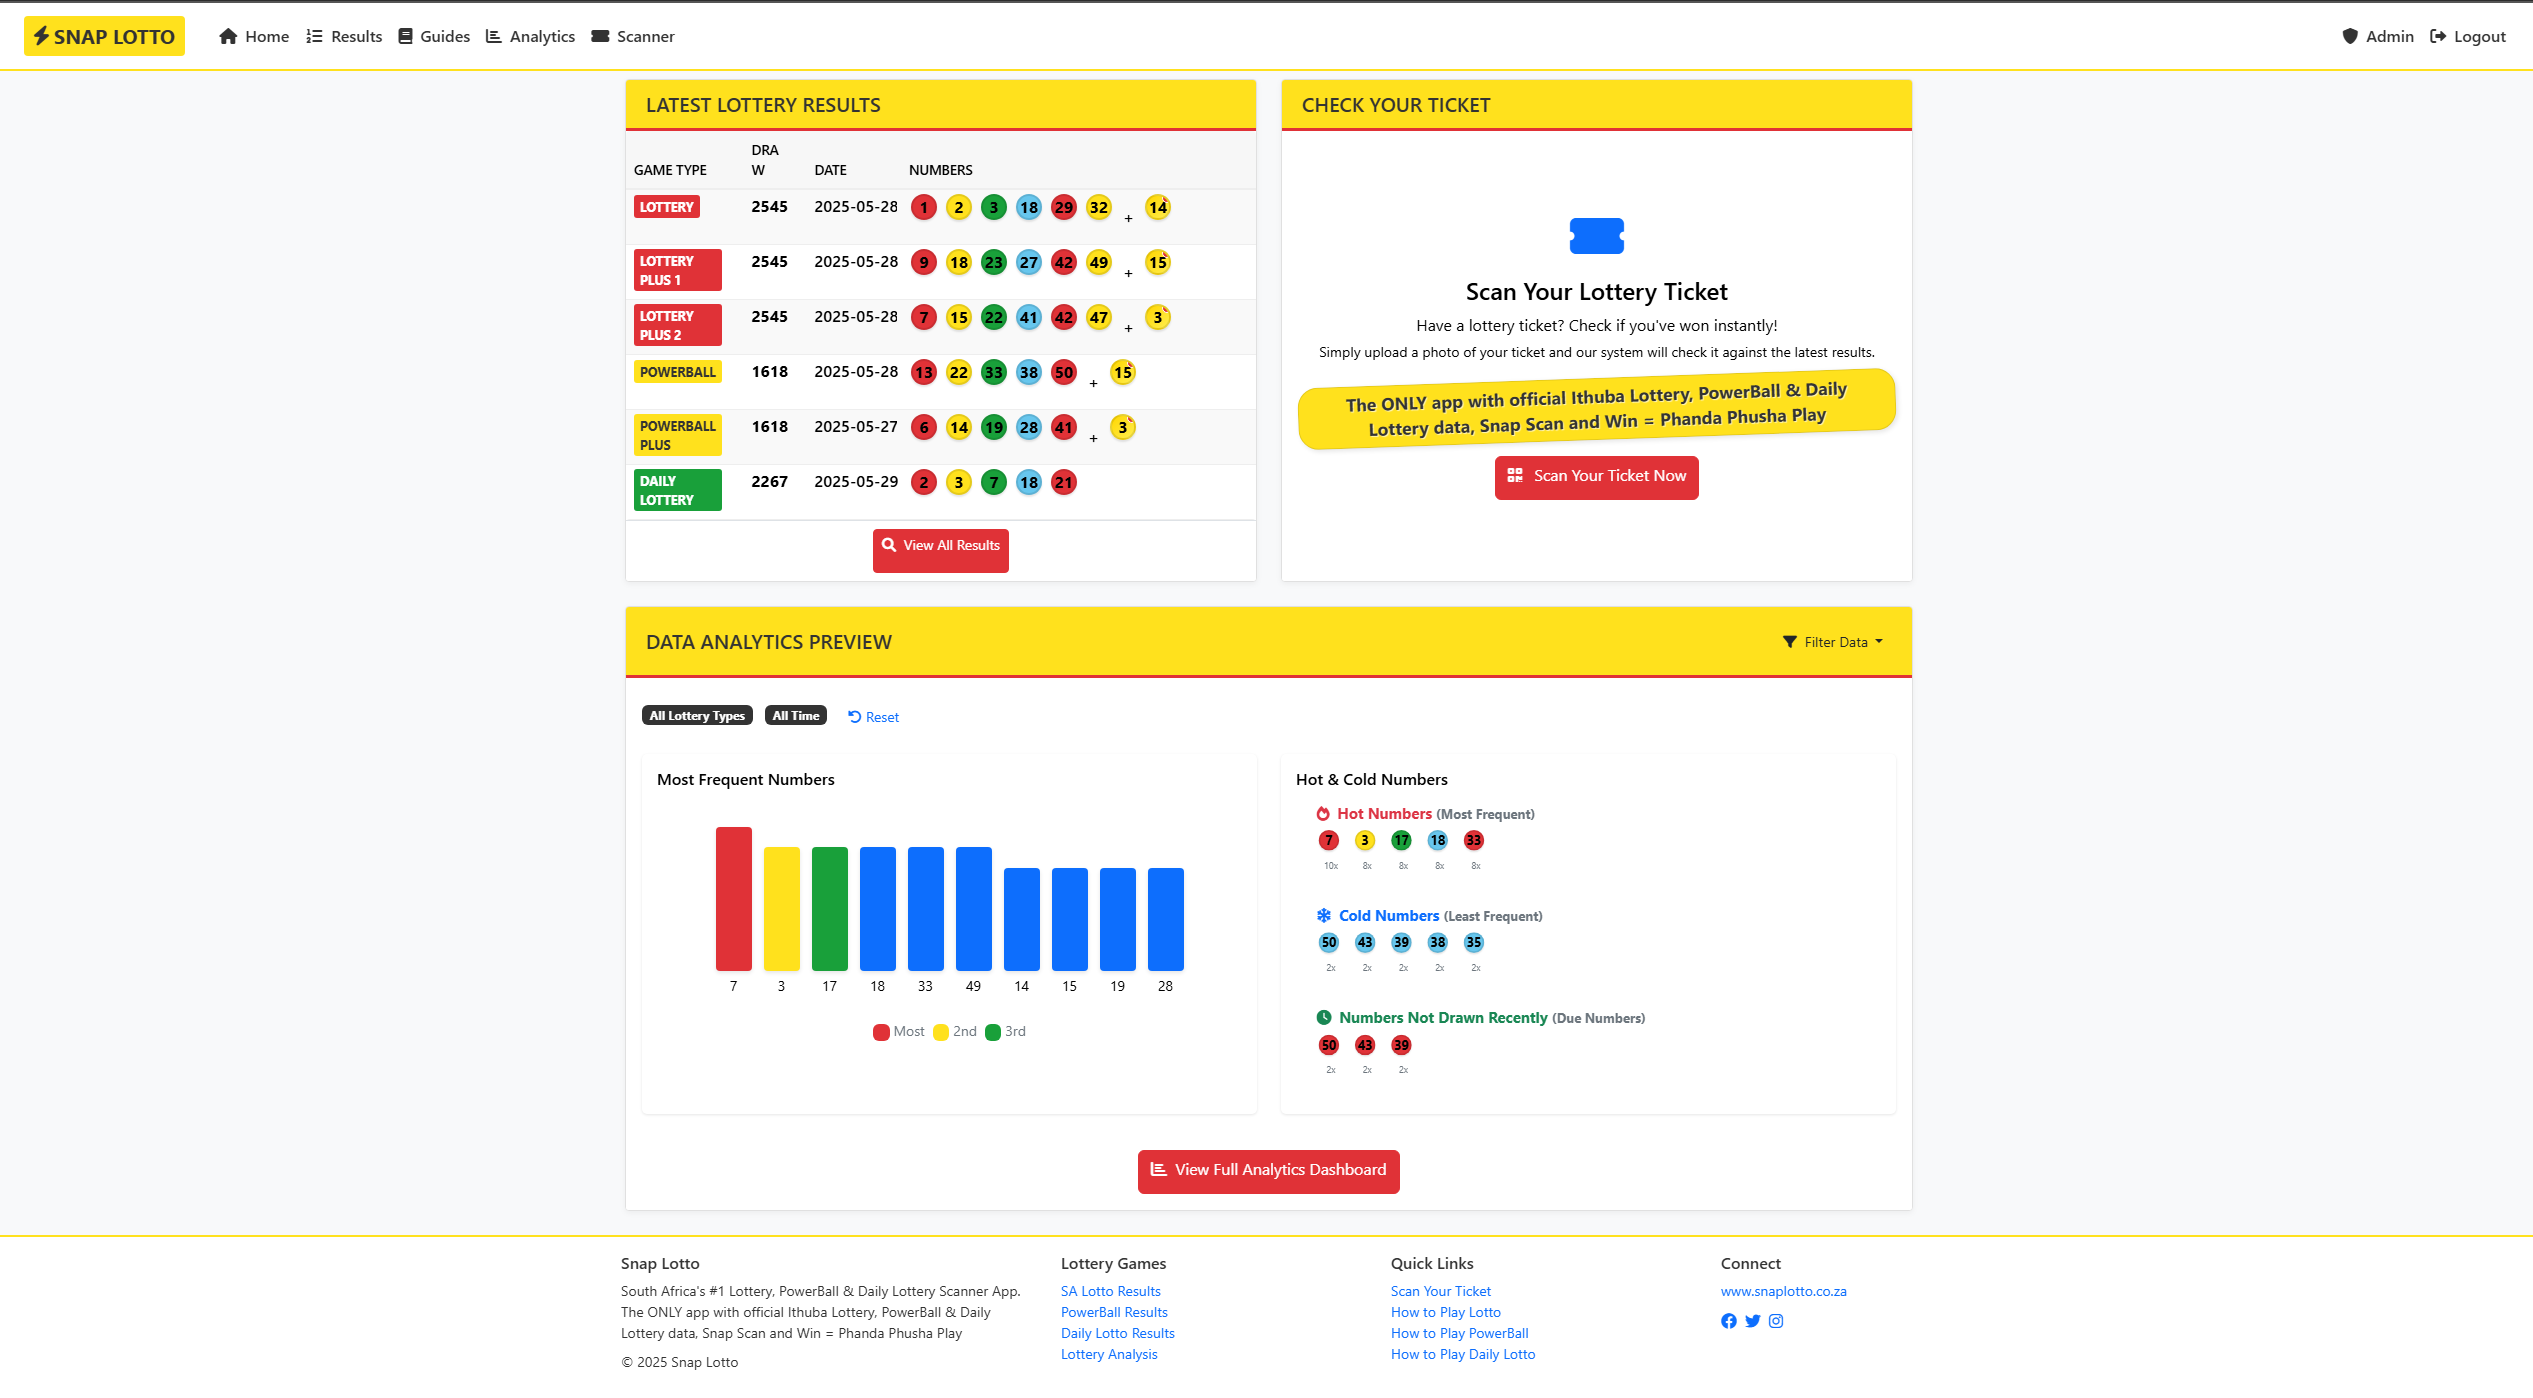 SNAP LOTTO Home Results Guides Analytics Scanner Admin Logout
LATEST LOTTERY RESULTS
GAME TYPE DRA
W DATE NUMBERS
LOTTERY 2545 2025-05-28 1 2 3 18 29 32 + 14
LOTTERY
PLUS 1 2545 2025-05-28 9 18 23 27 42 49 + 15
LOTTERY
PLUS 2 2545 2025-05-28 7 15 22 41 42 47 + 3
POWERBALL 1618 2025-05-28 13 22 33 38 50 + 15
POWERBALL
PLUS 1618 2025-05-27 6 14 19 28 41 + 3
DAILY
LOTTERY 2267 2025-05-29 2 3 7 18 21
View All Results
CHECK YOUR TICKET
Scan Your Lottery Ticket
Have a lottery ticket? Check if you've won instantly!
Simply upload a photo of your ticket and our system will check it against the latest results.
The ONLY app with official Ithuba Lottery, PowerBall & Daily
Lottery data, Snap Scan and Win = Phanda Phusha Play
Scan Your Ticket Now
DATA ANALYTICS PREVIEW
Filter Data
All Lottery Types All Time Reset
Most Frequent Numbers
7 3 17 18 33 49 14 15 19 28
Most 2nd 3rd
Hot & Cold Numbers
Hot Numbers (Most Frequent)
7 3 17 18 33
10x 8x 8x 8x 8x
Cold Numbers (Least Frequent)
50 43 39 38 35
2x 2x 2x 2x 2x
Numbers Not Drawn Recently (Due Numbers)
50 43 39
2x 2x 2x
View Full Analytics Dashboard
Snap Lotto
South Africa's #1 Lottery, PowerBall & Daily Lottery Scanner App.
The ONLY app with official Ithuba Lottery, PowerBall & Daily
Lottery data, Snap Scan and Win = Phanda Phusha Play
© 2025 Snap Lotto
Lottery Games
SA Lotto Results
PowerBall Results
Daily Lotto Results
Lottery Analysis
Quick Links
Scan Your Ticket
How to Play Lotto
How to Play PowerBall
How to Play Daily Lotto
Connect
www.snaplotto.co.za